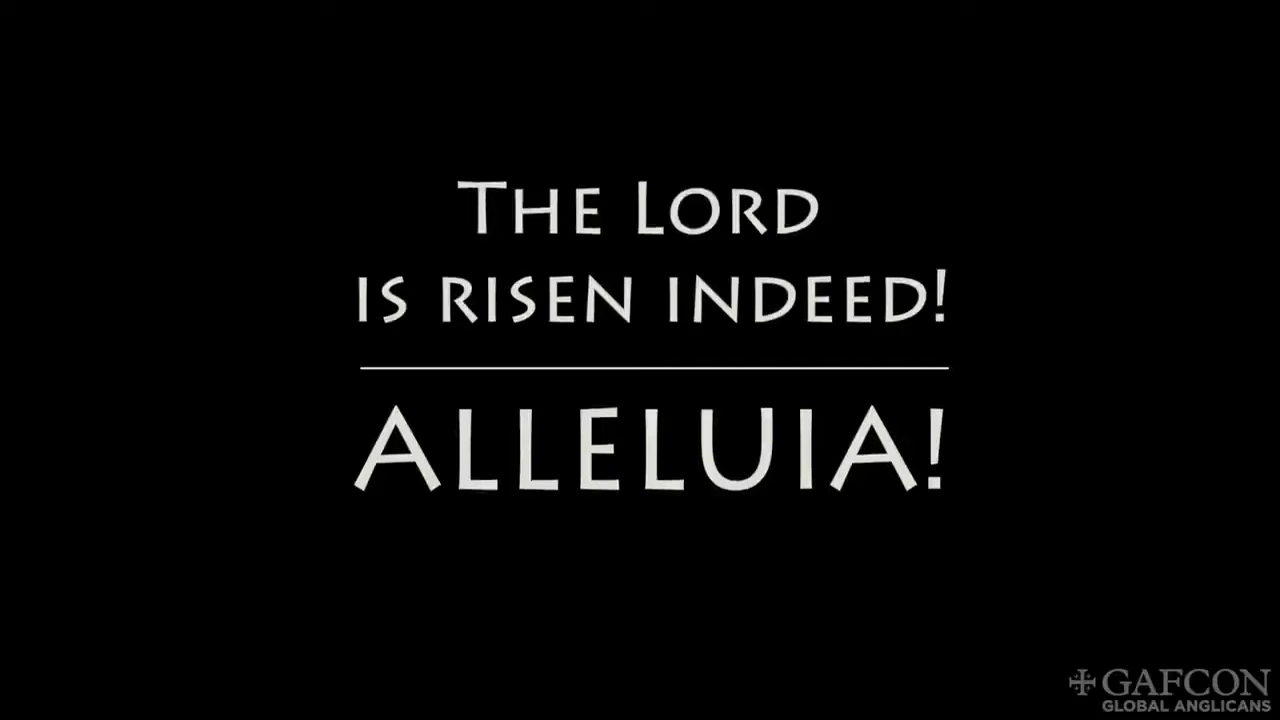 The Lord
is risen indeed!
ALLELUIA!
GAFCON
GLOBAL ANGLICANS